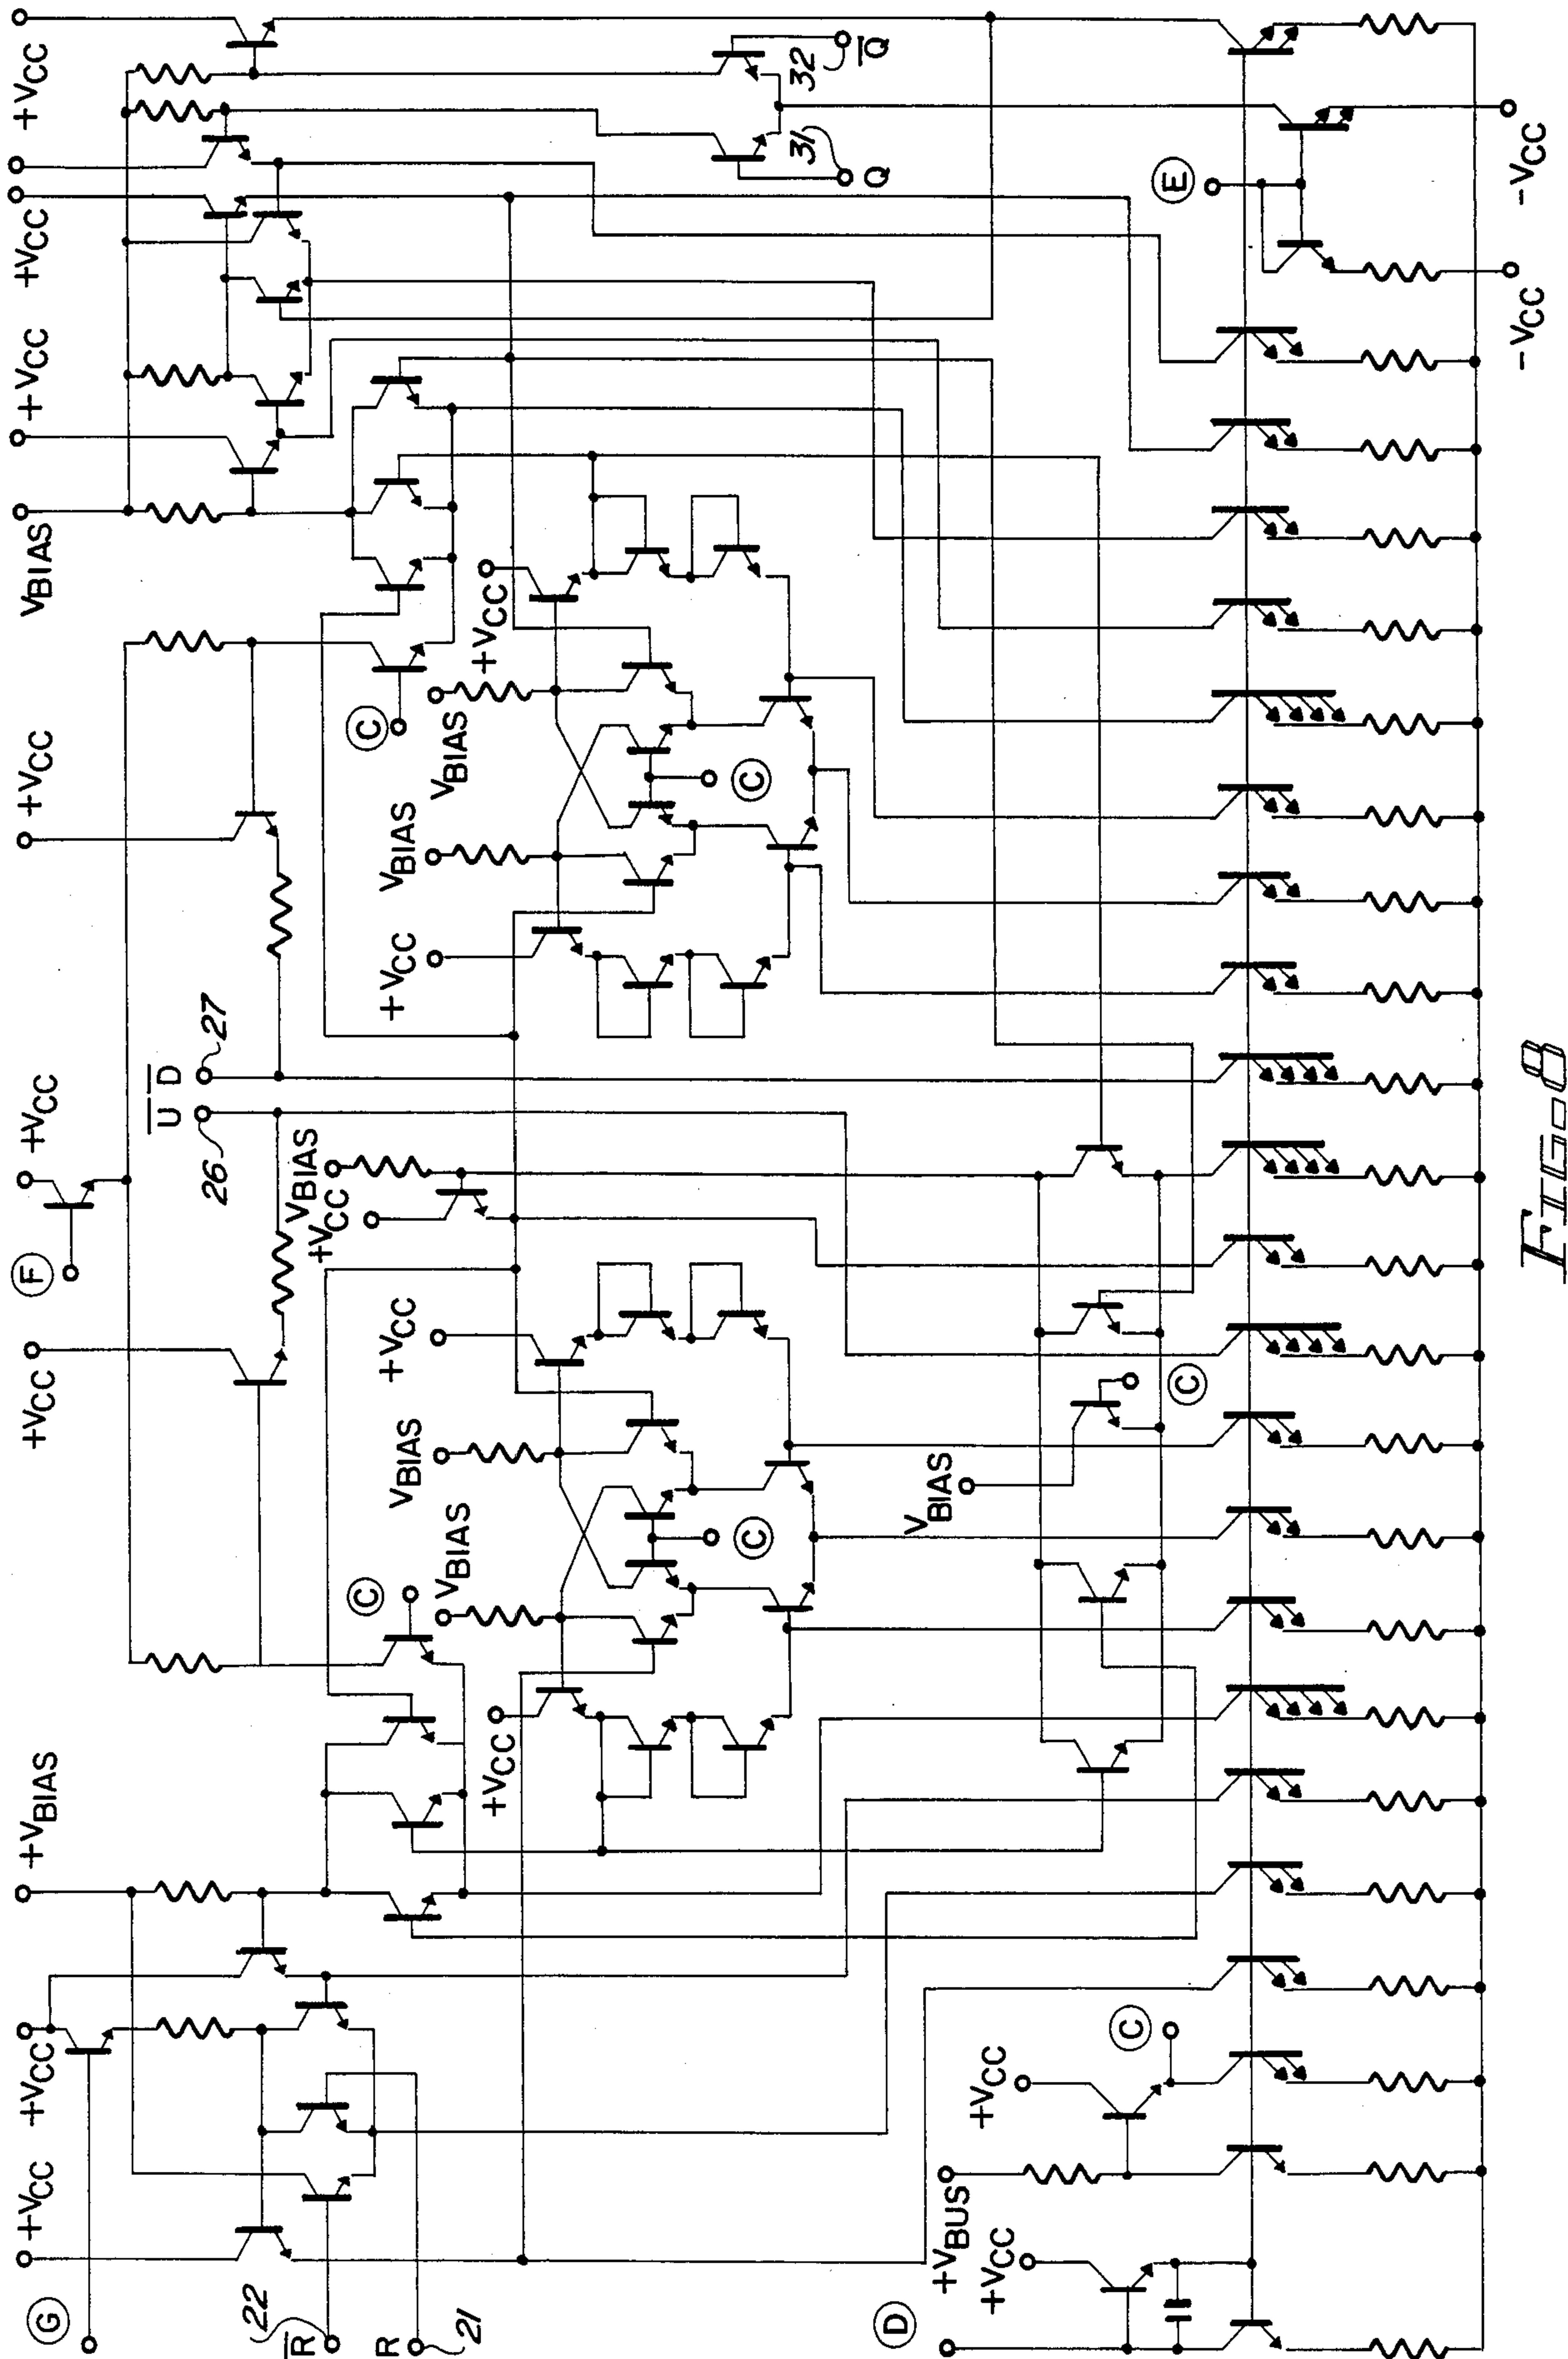 G
+VCC
+VCC
+VBIAS
+VCC
F
+VCC
+VCC
VBIAS
+VCC
+VCC
+VCC
22
R̅
R
21
U̅
D̅
26
27
VBIAS
+VCC
C
VBIAS
VBIAS
+VCC
+VCC
VBIAS
VBIAS
C
+VCC
+VCC
C
C
32
Q̅
31
Q
D
+VBUS
+VCC
+VCC
C
VBIAS
C
E
-VCC
-VCC
FIG-8